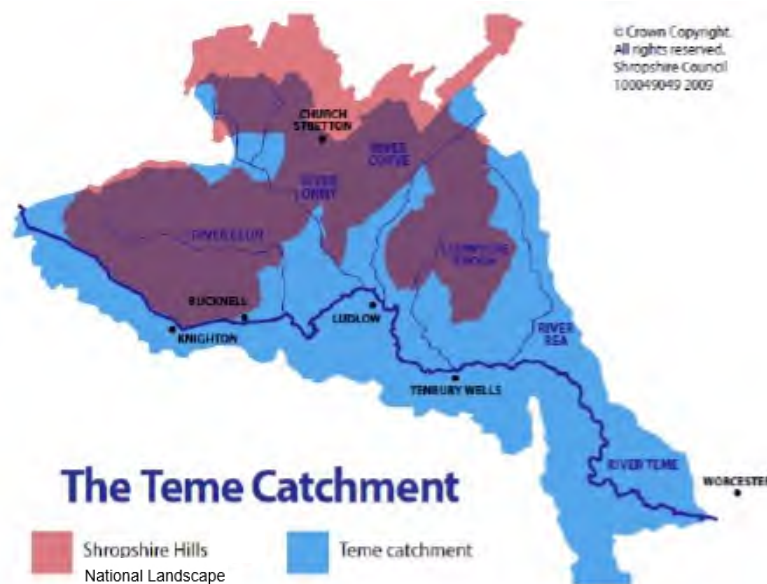 © Crown Copyright.
All rights reserved.
Shropshire Council
100049049 2009
CHURCH
STRETTON
RIVER
CORVE
RIVER
ONNY
RIVER CLUN
BUCKNELL
KNIGHTON
LUDLOW
RIVER
REA
TENBURY WELLS
RIVER TEME
WORCESTER
The Teme Catchment
Shropshire Hills
National Landscape
Teme catchment